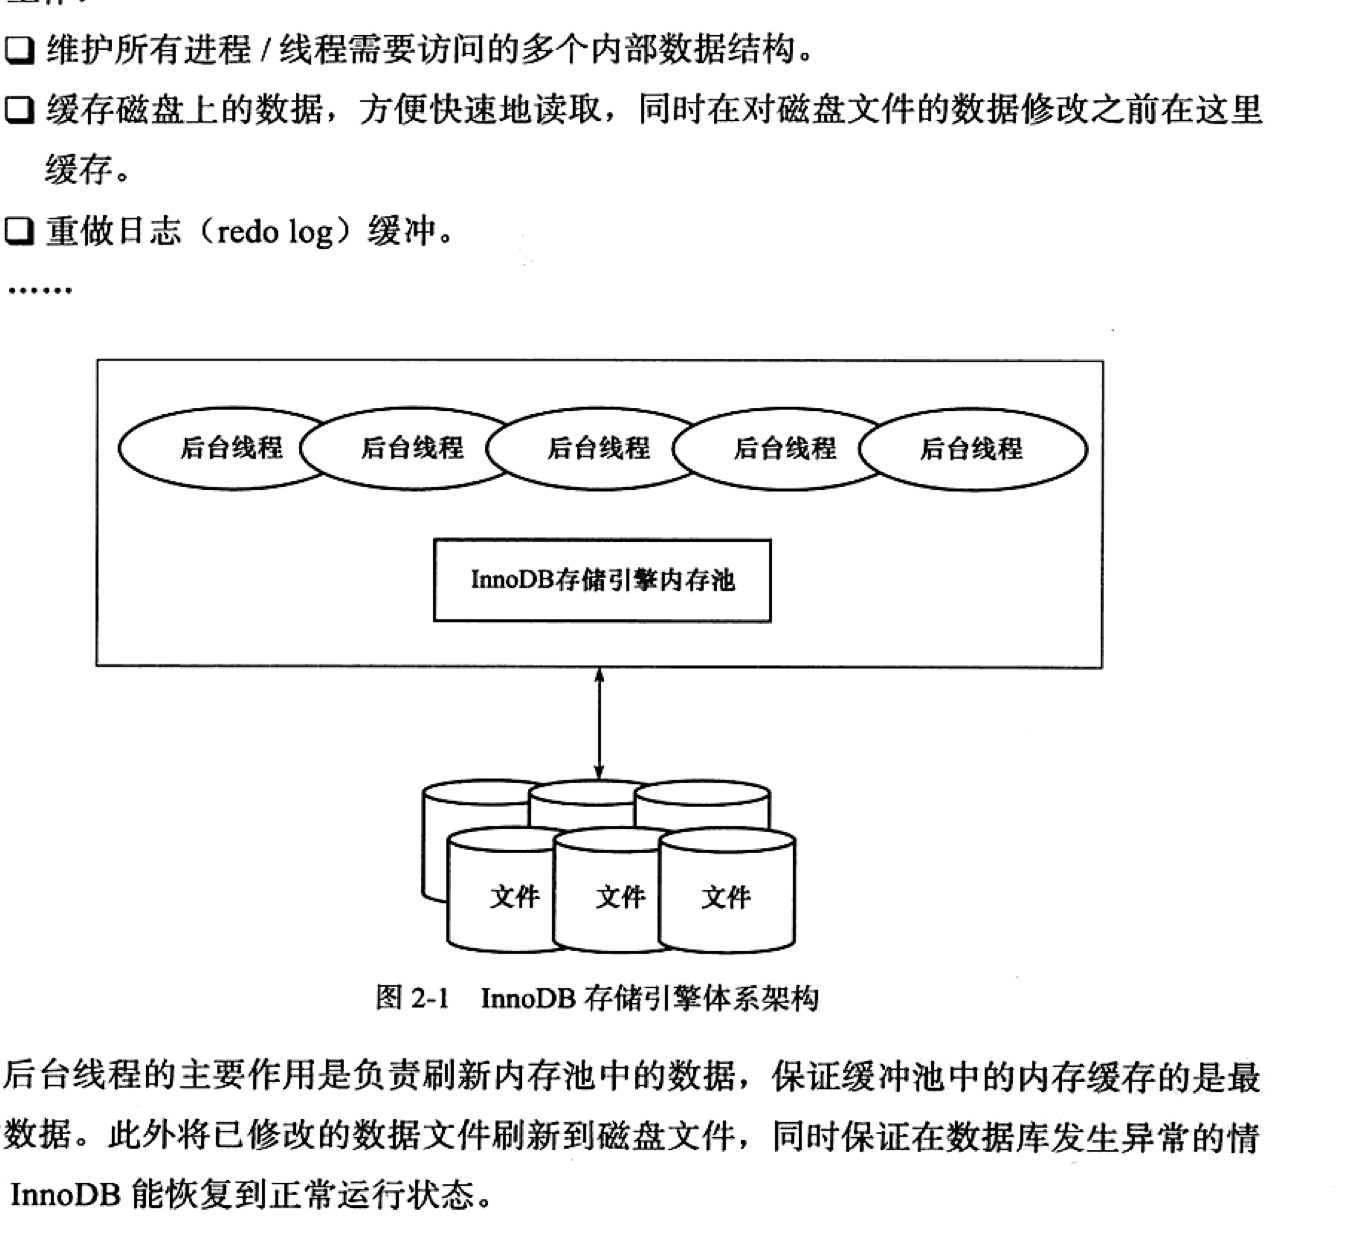 维护所有进程 / 线程需要访问的多个内部数据结构。
缓存磁盘上的数据，方便快速地读取，同时在对磁盘文件的数据修改之前在这里
缓存。
重做日志（redo log）缓冲。
……
后台线程 后台线程 后台线程 后台线程 后台线程
InnoDB存储引擎内存池
文件 文件 文件
图 2-1 InnoDB 存储引擎体系架构
后台线程的主要作用是负责刷新内存池中的数据，保证缓冲池中的内存缓存的是最
数据。此外将已修改的数据文件刷新到磁盘文件，同时保证在数据库发生异常的情
InnoDB 能恢复到正常运行状态。